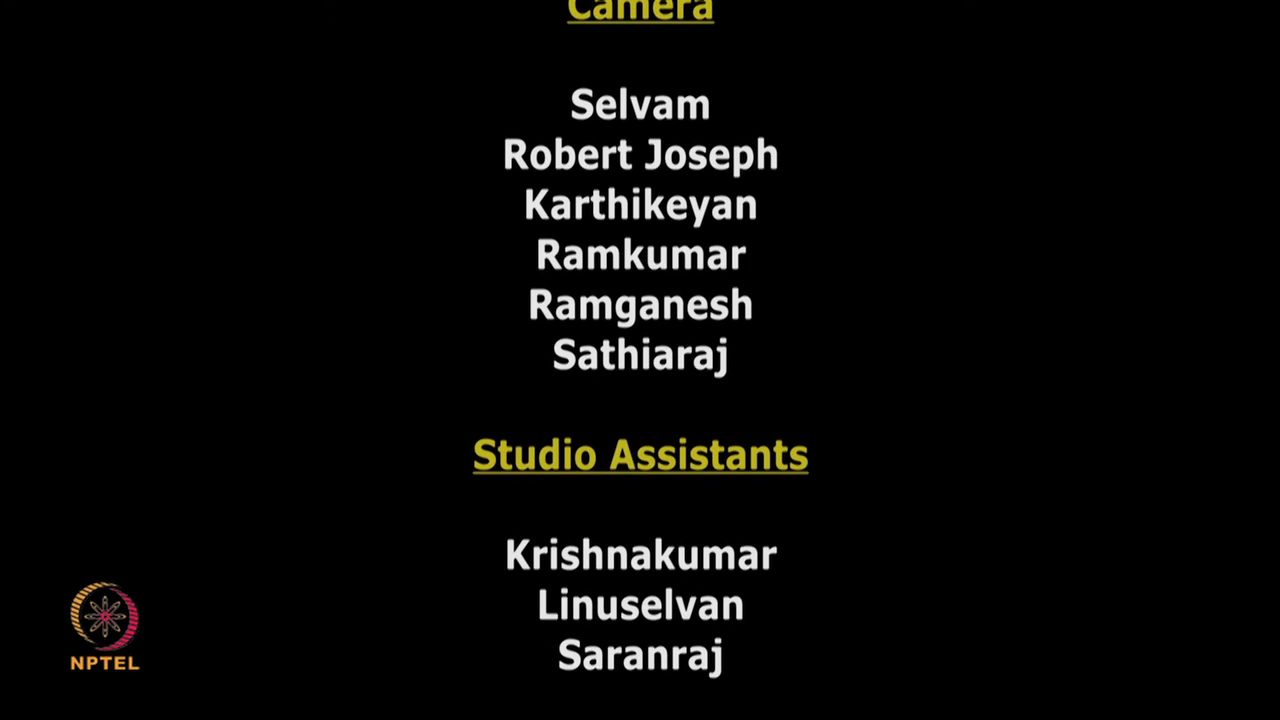 Camera
Selvam
Robert Joseph
Karthikeyan
Ramkumar
Ramganesh
Sathiaraj
Studio Assistants
Krishnakumar
Linuselvan
Saranraj
NPTEL